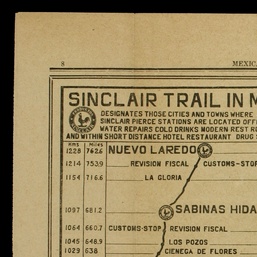 8 MEXICA
SINCLAIR TRAIL IN M
DESIGNATES THOSE CITIES AND TOWNS WHERE
SINCLAIR PIERCE STATIONS ARE LOCATED OFF
WATER REPAIRS COLD DRINKS MODERN REST R
AND WITHIN SHORT DISTANCE HOTEL RESTAURANT DRUG S
KMS MILES
1228 762.6 NUEVO LAREDO
1214 753.9 REVISION FISCAL CUSTOMS-STOP
1154 716.6 LA GLORIA
1097 681.2 SABINAS HIDA
1064 660.7 CUSTOMS-STOP REVISION FISCAL
1045 648.9 LOS POZOS
1029 638 CIENEGA DE FLORES